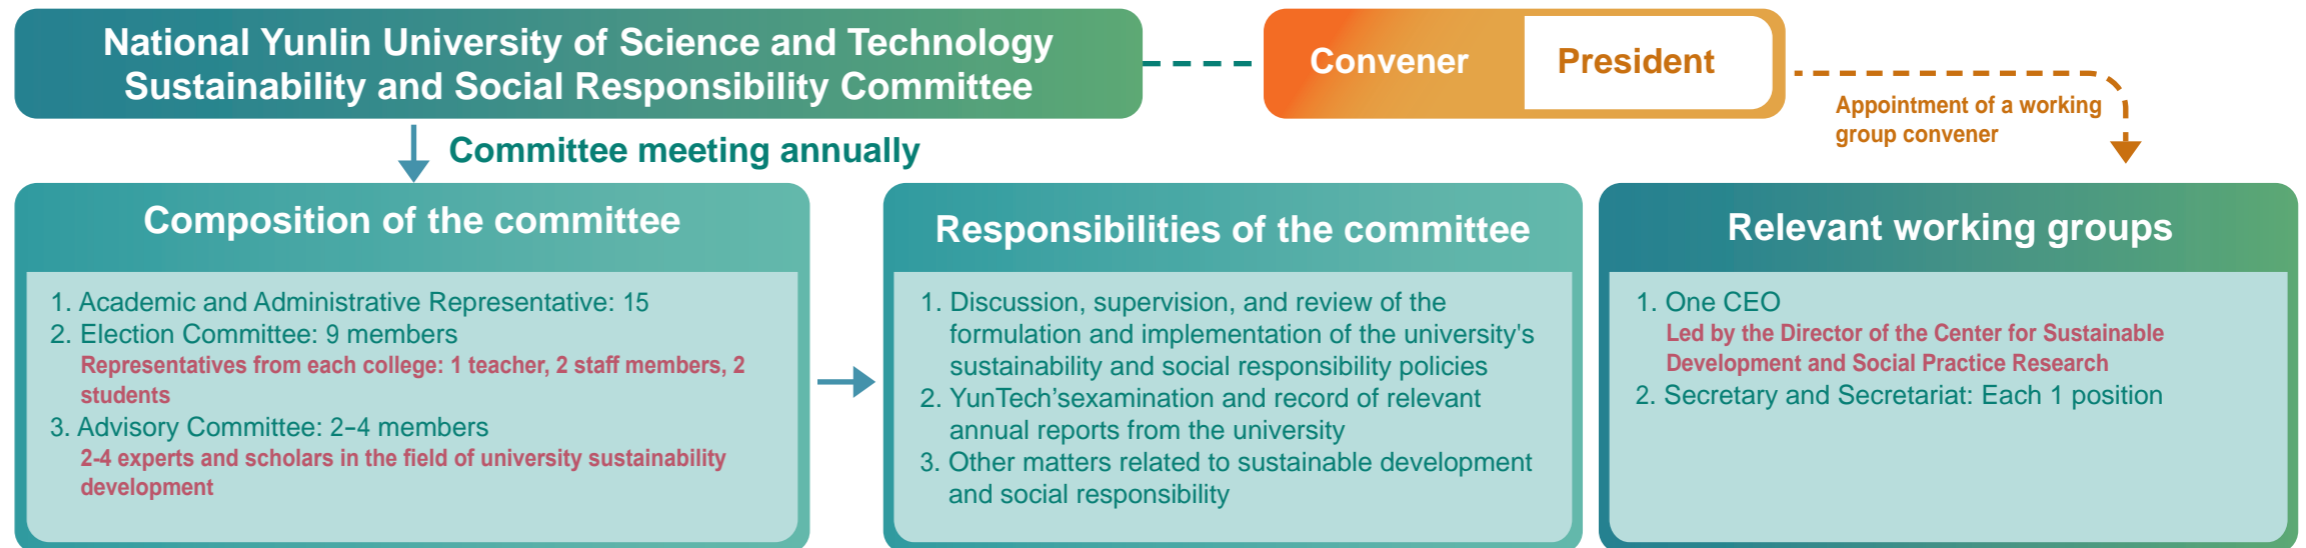 National Yunlin University of Science and Technology
Sustainability and Social Responsibility Committee
Convener
President
Appointment of a working
group convener
Committee meeting annually
Composition of the committee
1. Academic and Administrative Representative: 15
2. Election Committee: 9 members
Representatives from each college: 1 teacher, 2 staff members, 2
students
3. Advisory Committee: 2–4 members
2-4 experts and scholars in the field of university sustainability
development
Responsibilities of the committee
1. Discussion, supervision, and review of the
formulation and implementation of the university's
sustainability and social responsibility policies
2. YunTech’sexamination and record of relevant
annual reports from the university
3. Other matters related to sustainable development
and social responsibility
Relevant working groups
1. One CEO
Led by the Director of the Center for Sustainable
Development and Social Practice Research
2. Secretary and Secretariat: Each 1 position